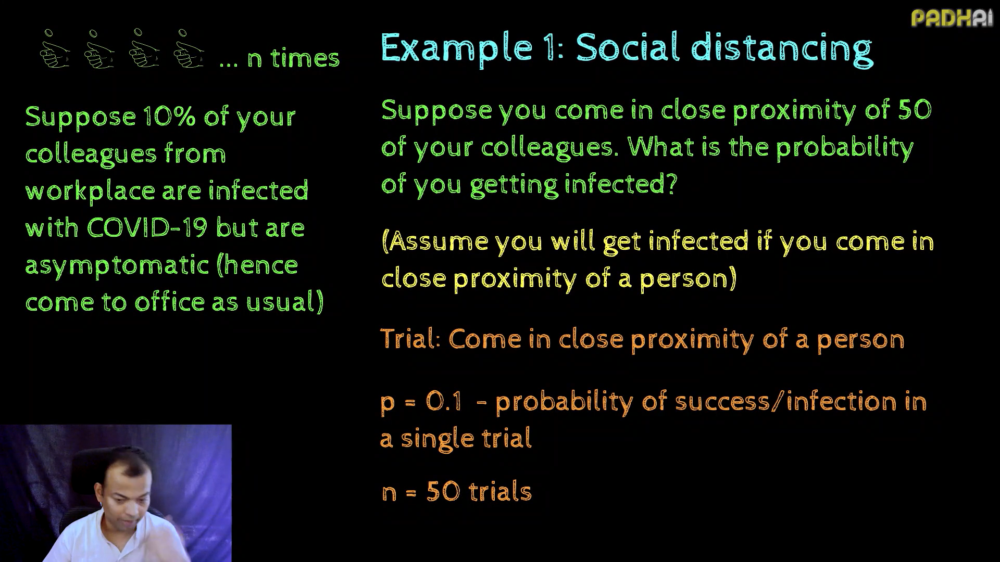 PADHAI
... n times
Example 1: Social distancing
Suppose 10% of your
colleagues from
workplace are infected
with COVID-19 but are
asymptomatic (hence
come to office as usual)
Suppose you come in close proximity of 50
of your colleagues. What is the probability
of you getting infected?
(Assume you will get infected if you come in
close proximity of a person)
Trial: Come in close proximity of a person
p = 0.1 - probability of success/infection in
a single trial
n = 50 trials